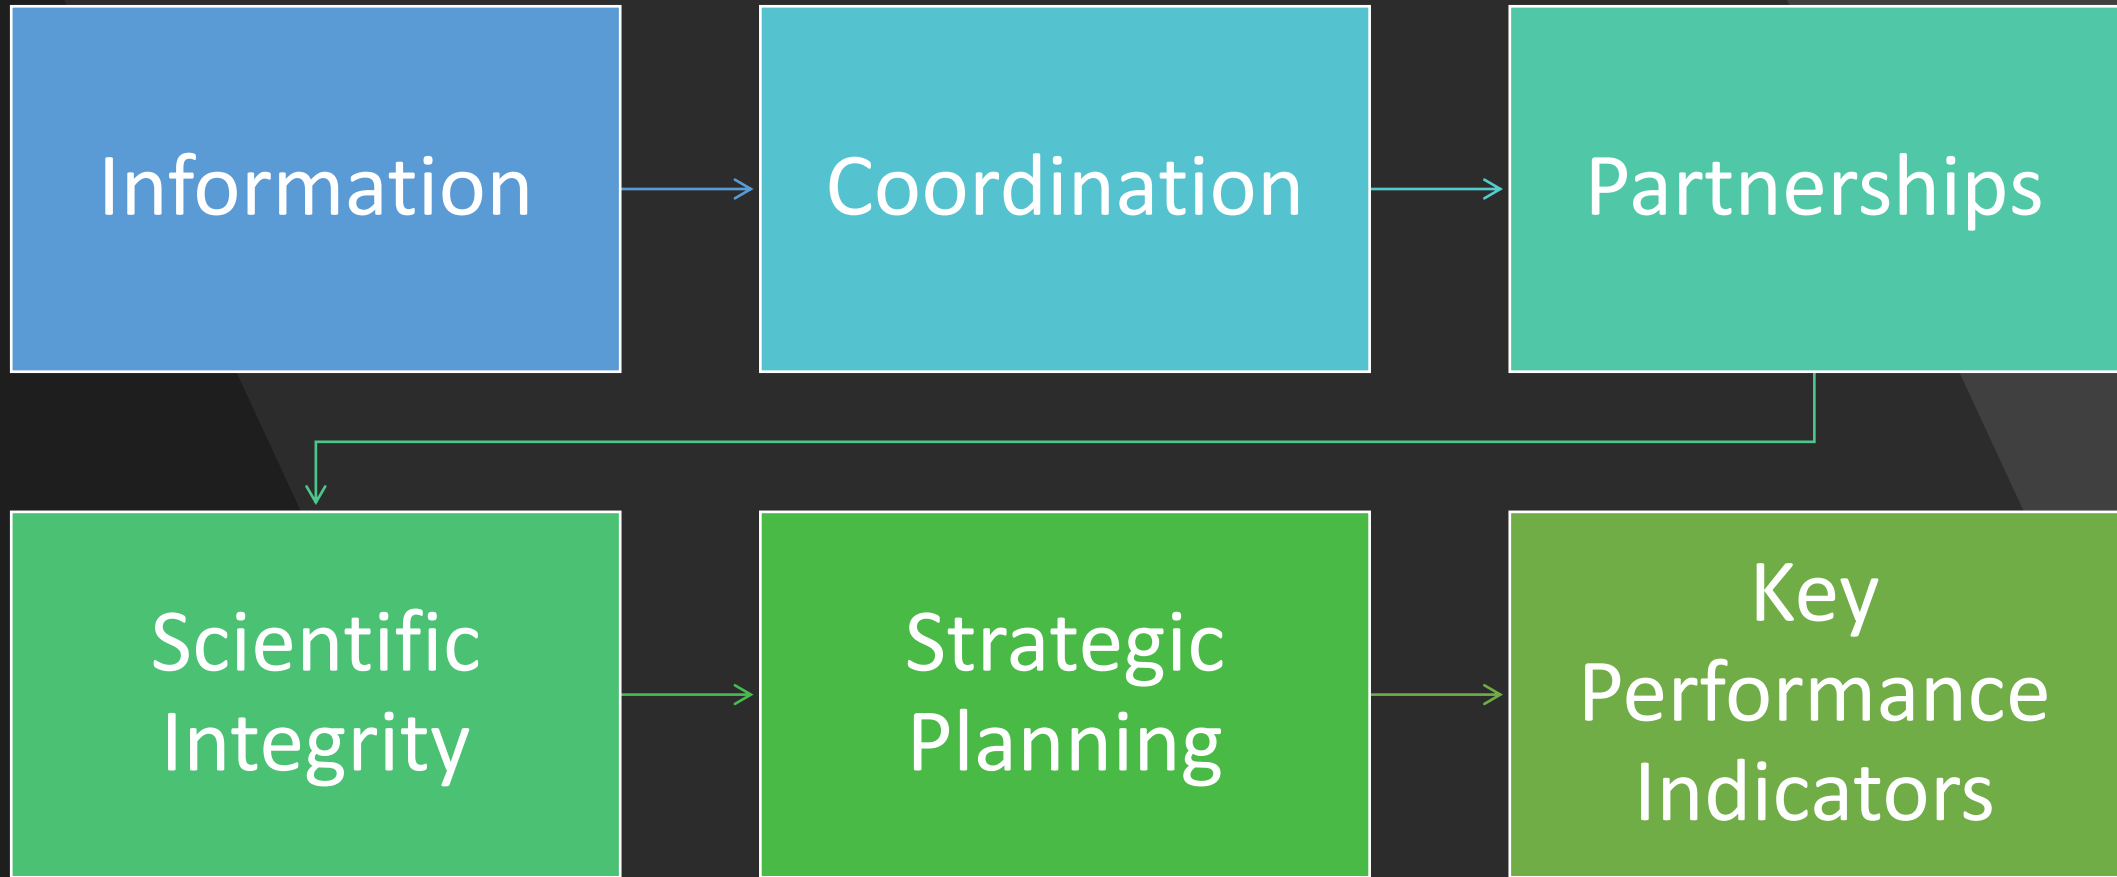 Information
Coordination
Partnerships
Scientific
Integrity
Strategic
Planning
Key
Performance
Indicators